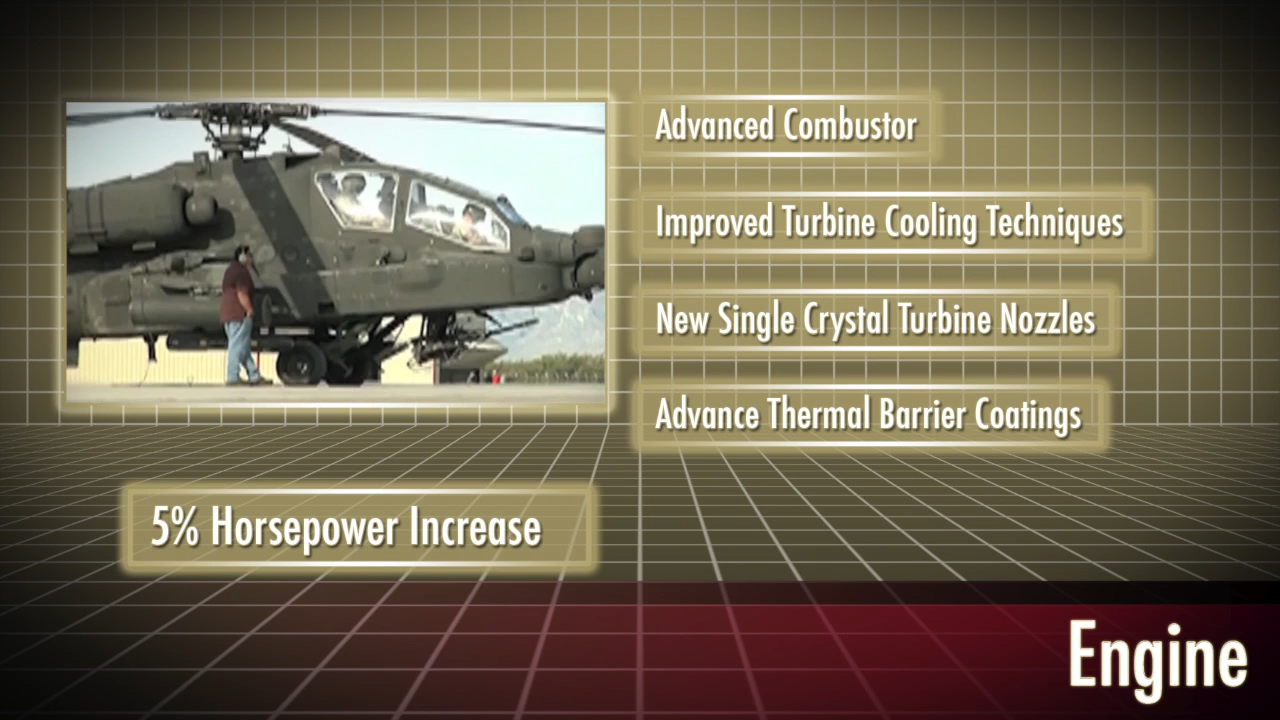 Advanced Combustor
Improved Turbine Cooling Techniques
New Single Crystal Turbine Nozzles
Advance Thermal Barrier Coatings
5% Horsepower Increase
Engine